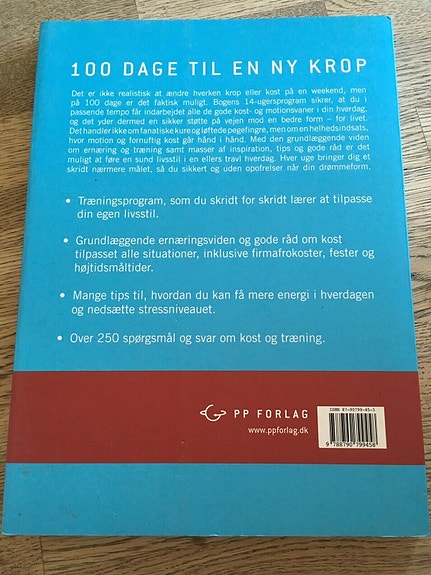 100 DAGE TIL EN NY KROP
Det er ikke realistisk at ændre hverken krop eller kost på en weekend, men
på 100 dage er det faktisk muligt. Bogens 14-ugersprogram sikrer, at du i
passende tempo får indarbejdet alle de gode kost- og motionsvaner i din hverdag,
og det yder dermed en sikker støtte på vejen mod en bedre form – for livet.
Det handler ikke om fanatiske kure og løftede pegefingre, men om en helhedsindsats,
hvor motion og fornuftig kost går hånd i hånd. Med den grundlæggende viden
om ernæring og træning samt masser af inspiration, tips og gode råd er det
muligt at føre en sund livsstil i en ellers travl hverdag. Hver uge bringer dig et
skridt nærmere målet, så du sikkert og uden opofrelser når din drømmeform.
• Træningsprogram, som du skridt for skridt lærer at tilpasse
din egen livsstil.
• Grundlæggende ernæringsviden og gode råd om kost
tilpasset alle situationer, inklusive firmafrokoster, fester og
højtidsmåltider.
• Mange tips til, hvordan du kan få mere energi i hverdagen
og nedsætte stressniveauet.
• Over 250 spørgsmål og svar om kost og træning.
PP FORLAG
www.ppforlag.dk
ISBN 87-90799-45-3
9 788790 799458